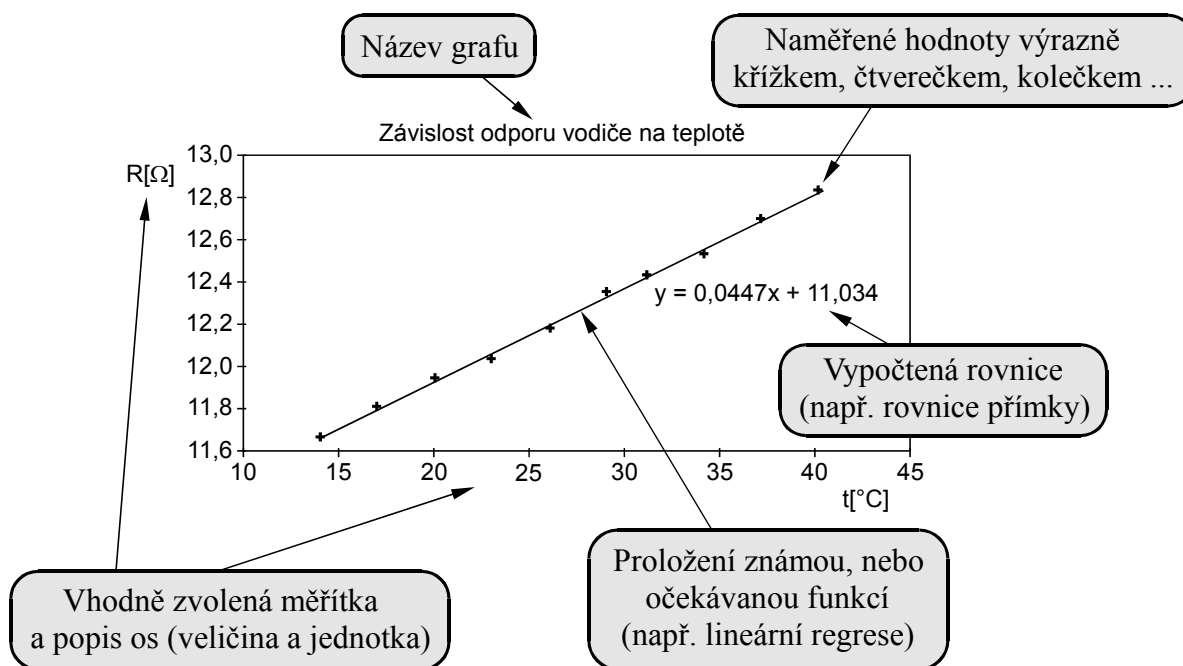 Název grafu
Naměřené hodnoty výrazně
křížkem, čtverečkem, kolečkem ...
Závislost odporu vodiče na teplotě
R[Ω]
13,0
12,8
12,6
12,4
12,2
12,0
11,8
11,6
y = 0,0447x + 11,034
10 15 20 25 30 35 40 45
t[°C]
Vypočtená rovnice
(např. rovnice přímky)
Vhodně zvolená měřítka
a popis os (veličina a jednotka)
Proložení známou, nebo
očekávanou funkcí
(např. lineární regrese)